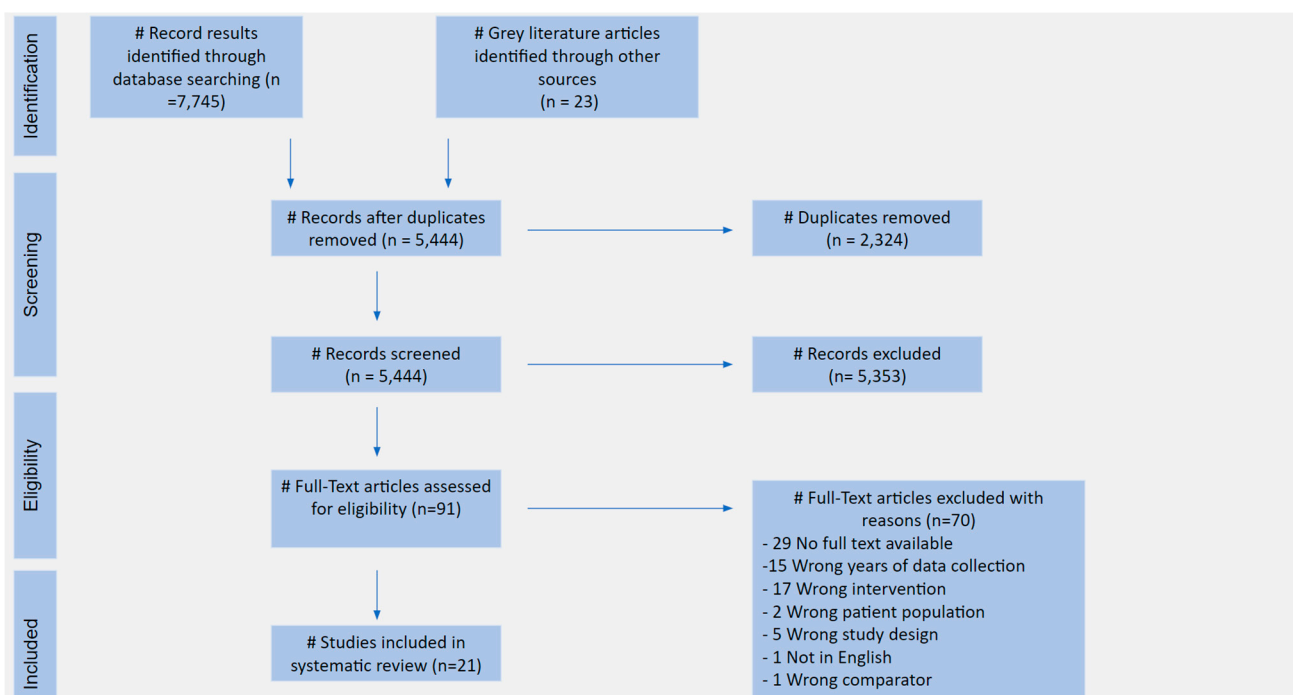 Identification
# Record results
identified through
database searching (n
=7,745)
# Grey literature articles
identified through other
sources
(n = 23)
Screening
# Records after duplicates
removed (n = 5,444)
# Duplicates removed
(n = 2,324)
# Records screened
(n = 5,444)
# Records excluded
(n= 5,353)
Eligibility
# Full-Text articles assessed
for eligibility (n=91)
# Full-Text articles excluded with
reasons (n=70)
- 29 No full text available
-15 Wrong years of data collection
- 17 Wrong intervention
- 2 Wrong patient population
- 5 Wrong study design
- 1 Not in English
- 1 Wrong comparator
Included
# Studies included in
systematic review (n=21)